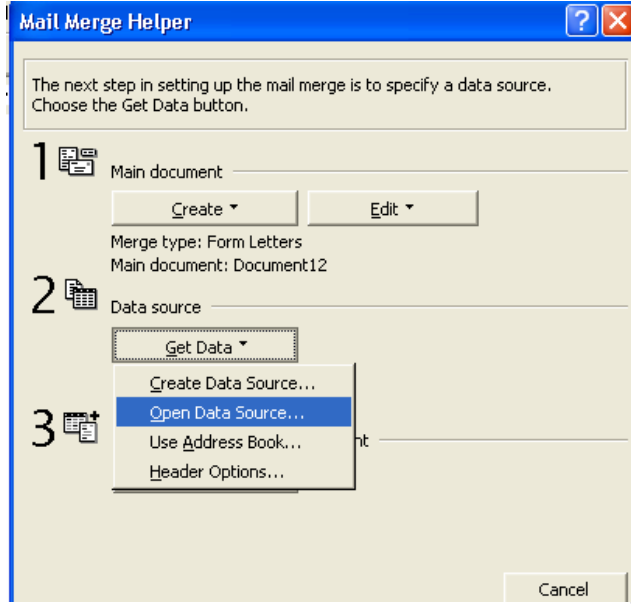 Mail Merge Helper
The next step in setting up the mail merge is to specify a data source.
Choose the Get Data button.
1 Main document
Create Edit
Merge type: Form Letters
Main document: Document12
2 Data source
Get Data
Create Data Source...
Open Data Source...
3
Use Address Book...
Header Options...
Cancel